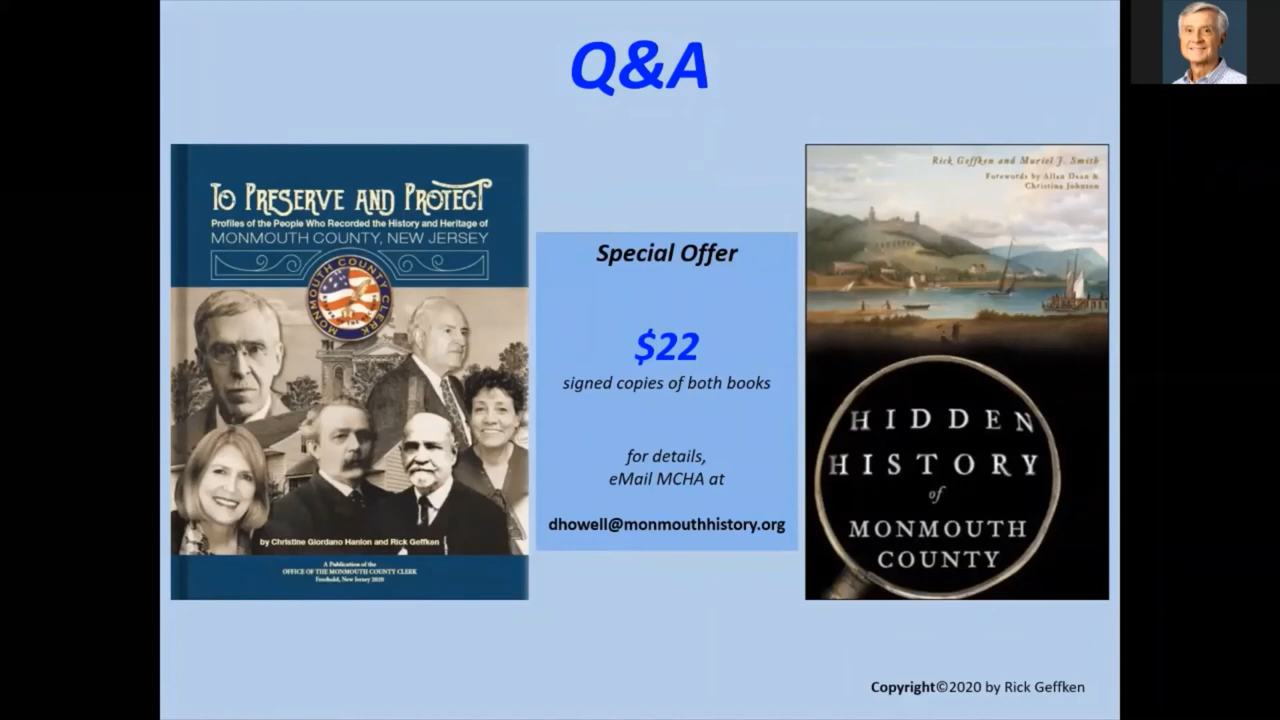 Q&A
TO PRESERVE AND PROTECT
Profiles of the People Who Recorded the History and Heritage of
MONMOUTH COUNTY, NEW JERSEY
MONMOUTH COUNTY CLERK
by Christine Giordano Hanlon and Rick Geffken
A Publication of the
OFFICE OF THE MONMOUTH COUNTY CLERK
Freehold, New Jersey 2020
Special Offer
$22
signed copies of both books
for details,
eMail MCHA at
dhowell@monmouthhistory.org
Rick Geffken and Muriel J. Smith
Forewords by Allan Dean &
Christina Johnson
HIDDEN
HISTORY
of
MONMOUTH
COUNTY
Copyright©2020 by Rick Geffken